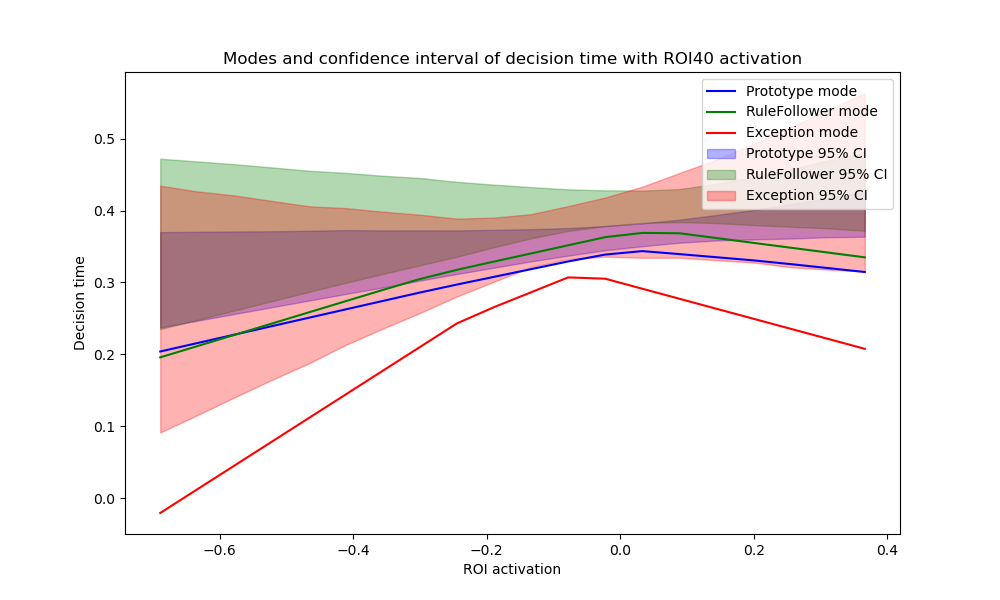 Modes and confidence interval of decision time with ROI40 activation
Prototype mode
RuleFollower mode
Exception mode
Prototype 95% CI
RuleFollower 95% CI
Exception 95% CI
Decision time
0.5
0.4
0.3
0.2
0.1
0.0
−0.6
−0.4
−0.2
0.0
0.2
0.4
ROI activation